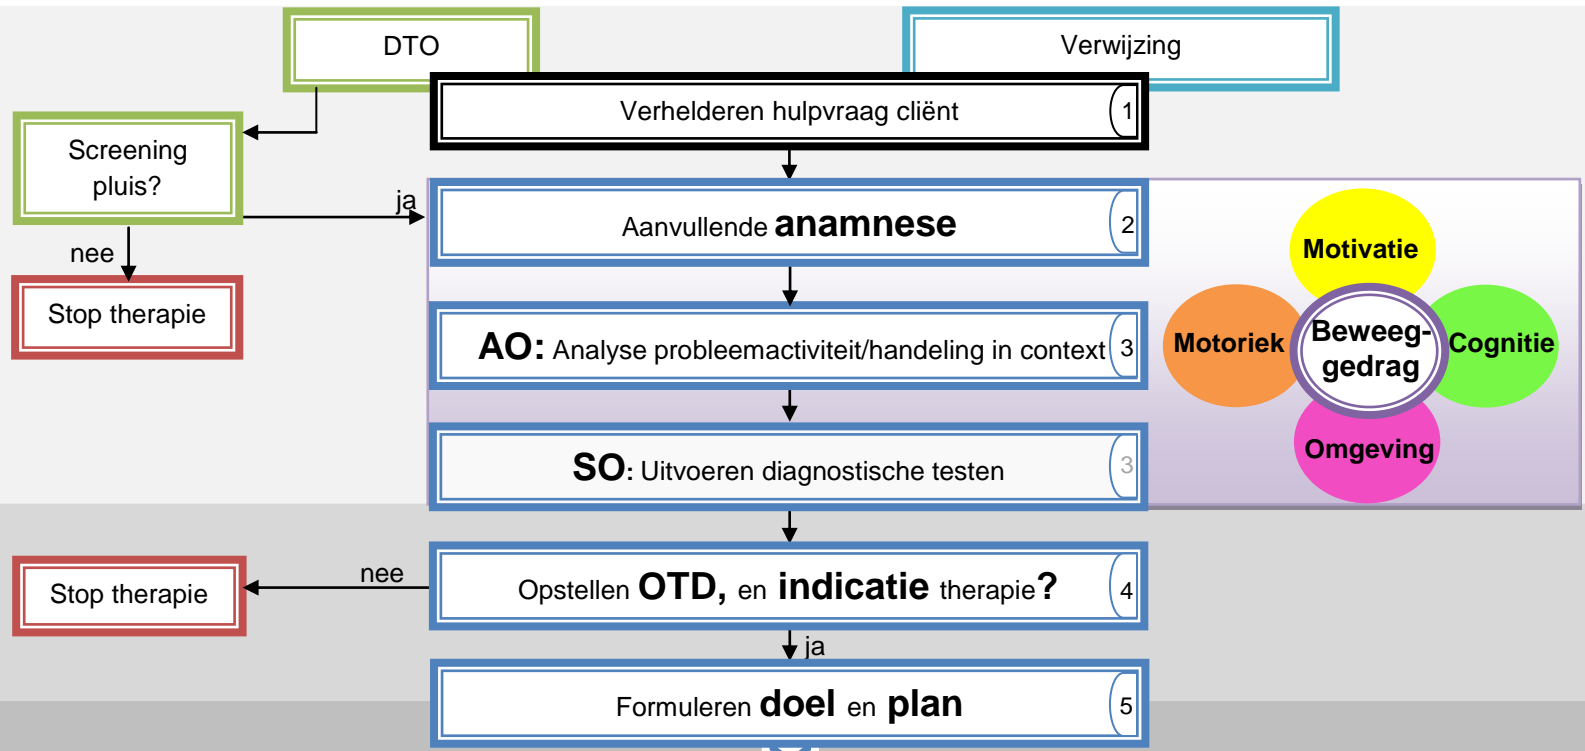 DTO
Verwijzing
Verhelderen hulpvraag cliënt
1
Screening
pluis?
ja
nee
Stop therapie
Aanvullende anamnese
2
AO: Analyse probleemactiviteit/handeling in context
3
SO: Uitvoeren diagnostische testen
3
Motivatie
Motoriek
Beweeg-
gedrag
Cognitie
Omgeving
Opstellen OTD, en indicatie therapie?
4
nee
Stop therapie
ja
Formuleren doel en plan
5